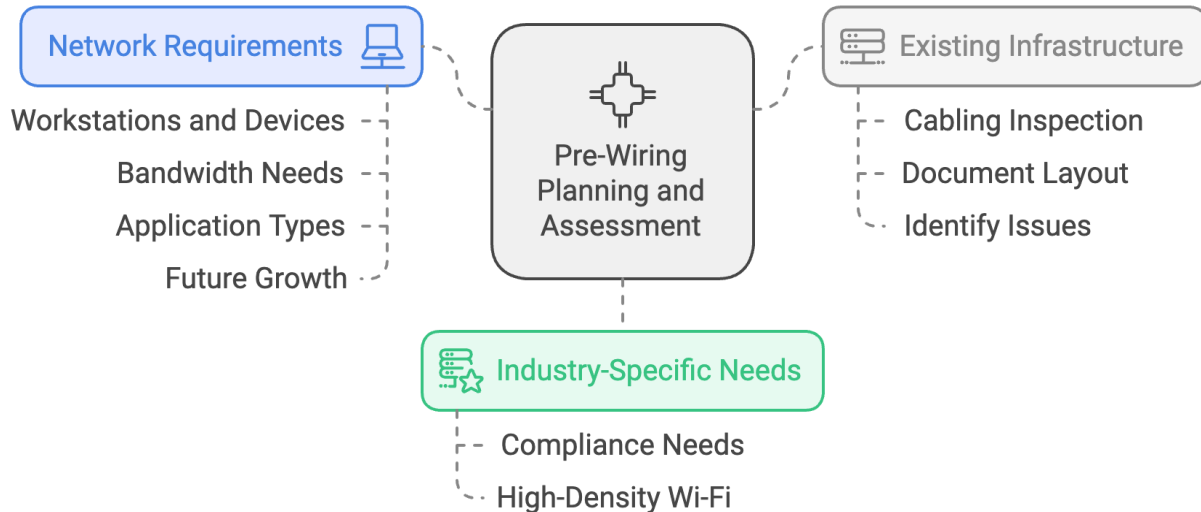 Network Requirements
Workstations and Devices
Bandwidth Needs
Application Types
Future Growth
Pre-Wiring
Planning and
Assessment
Existing Infrastructure
Cabling Inspection
Document Layout
Identify Issues
Industry-Specific Needs
Compliance Needs
High-Density Wi-Fi